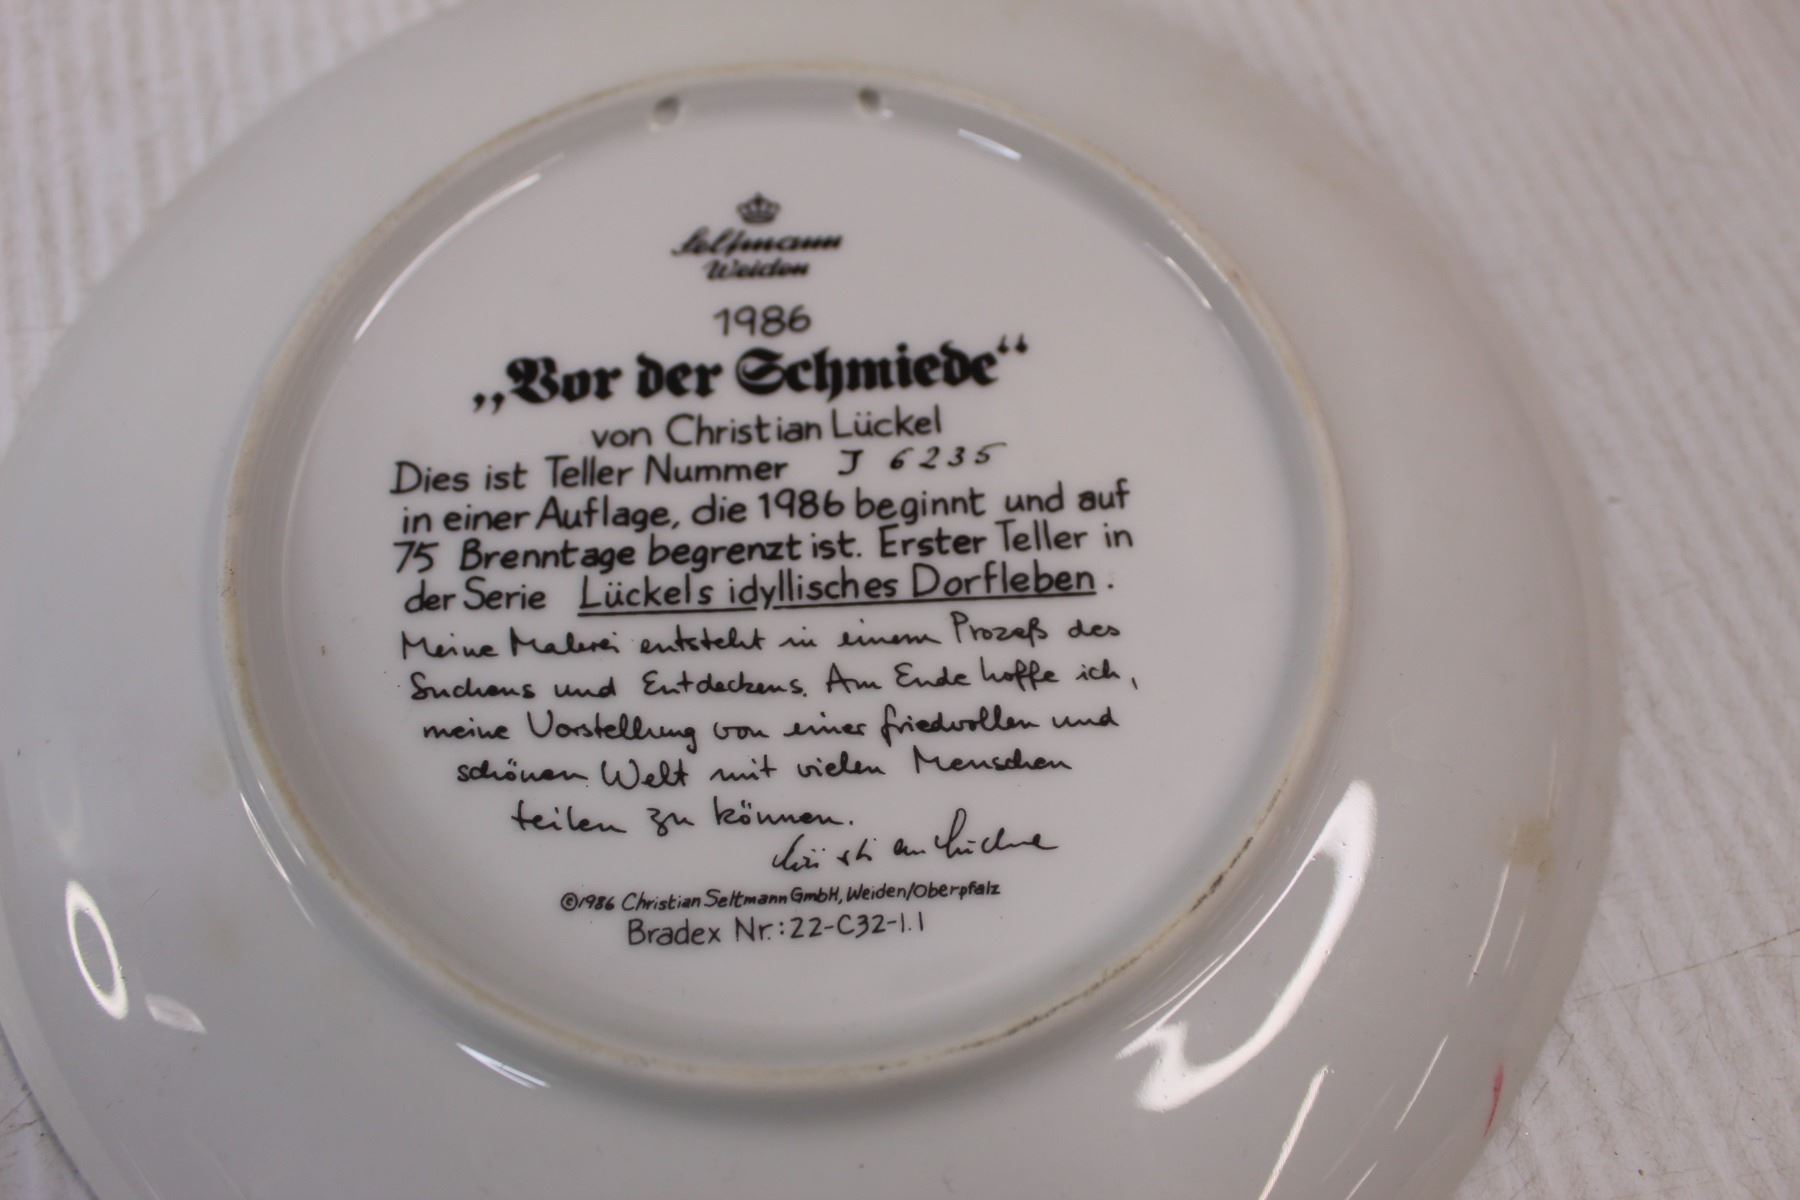 Seltmann
Weiden
1986
„Vor der Schmiede“
von Christian Lückel
Dies ist Teller Nummer J 6235
in einer Auflage, die 1986 beginnt und auf
75 Brenntage begrenzt ist. Erster Teller in
der Serie Lückels idyllisches Dorfleben.
Meine Malerei entsteht in einem Prozeß des
Suchens und Entdeckens. Am Ende hoffe ich,
meine Vorstellung von einer friedvollen und
schönen Welt mit vielen Menschen
teilen zu können.
Christian Lückel
©1986 Christian Seltmann GmbH, Weiden/Oberpfalz
Bradex Nr.:22-C32-1.1